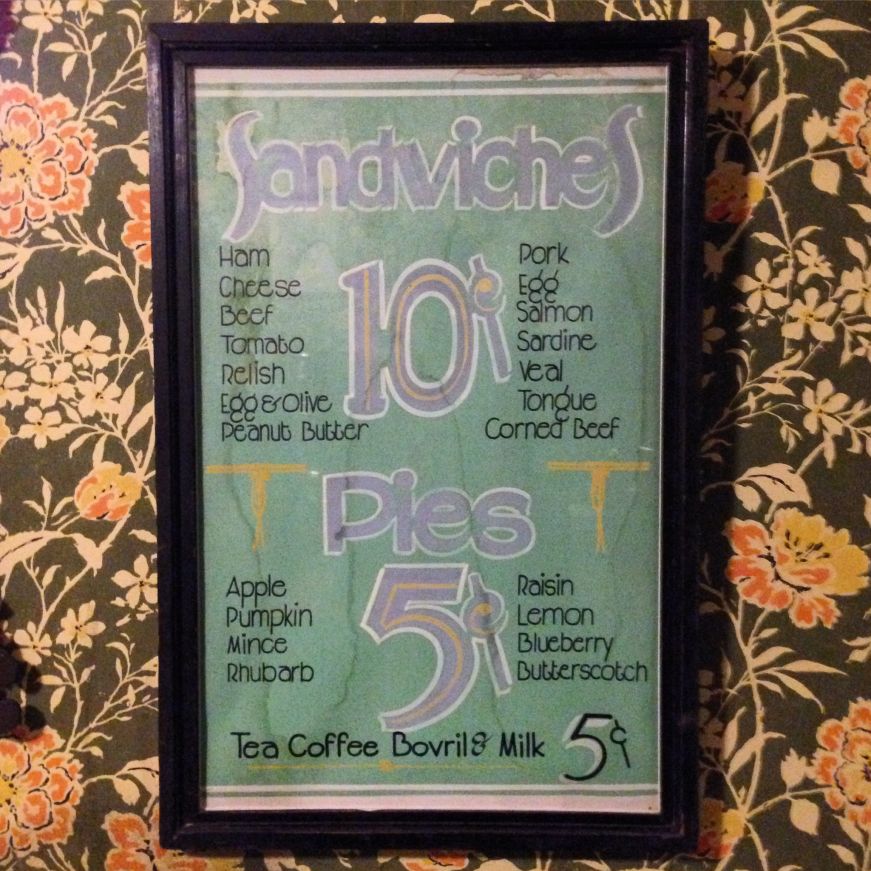 Sandwiches
10¢
Ham
Cheese
Beef
Tomato
Relish
Egg & Olive
Peanut Butter
Pork
Egg
Salmon
Sardine
Veal
Tongue
Corned Beef
Pies
5¢
Apple
Pumpkin
Mince
Rhubarb
Raisin
Lemon
Blueberry
Butterscotch
Tea Coffee Bovril & Milk 5¢